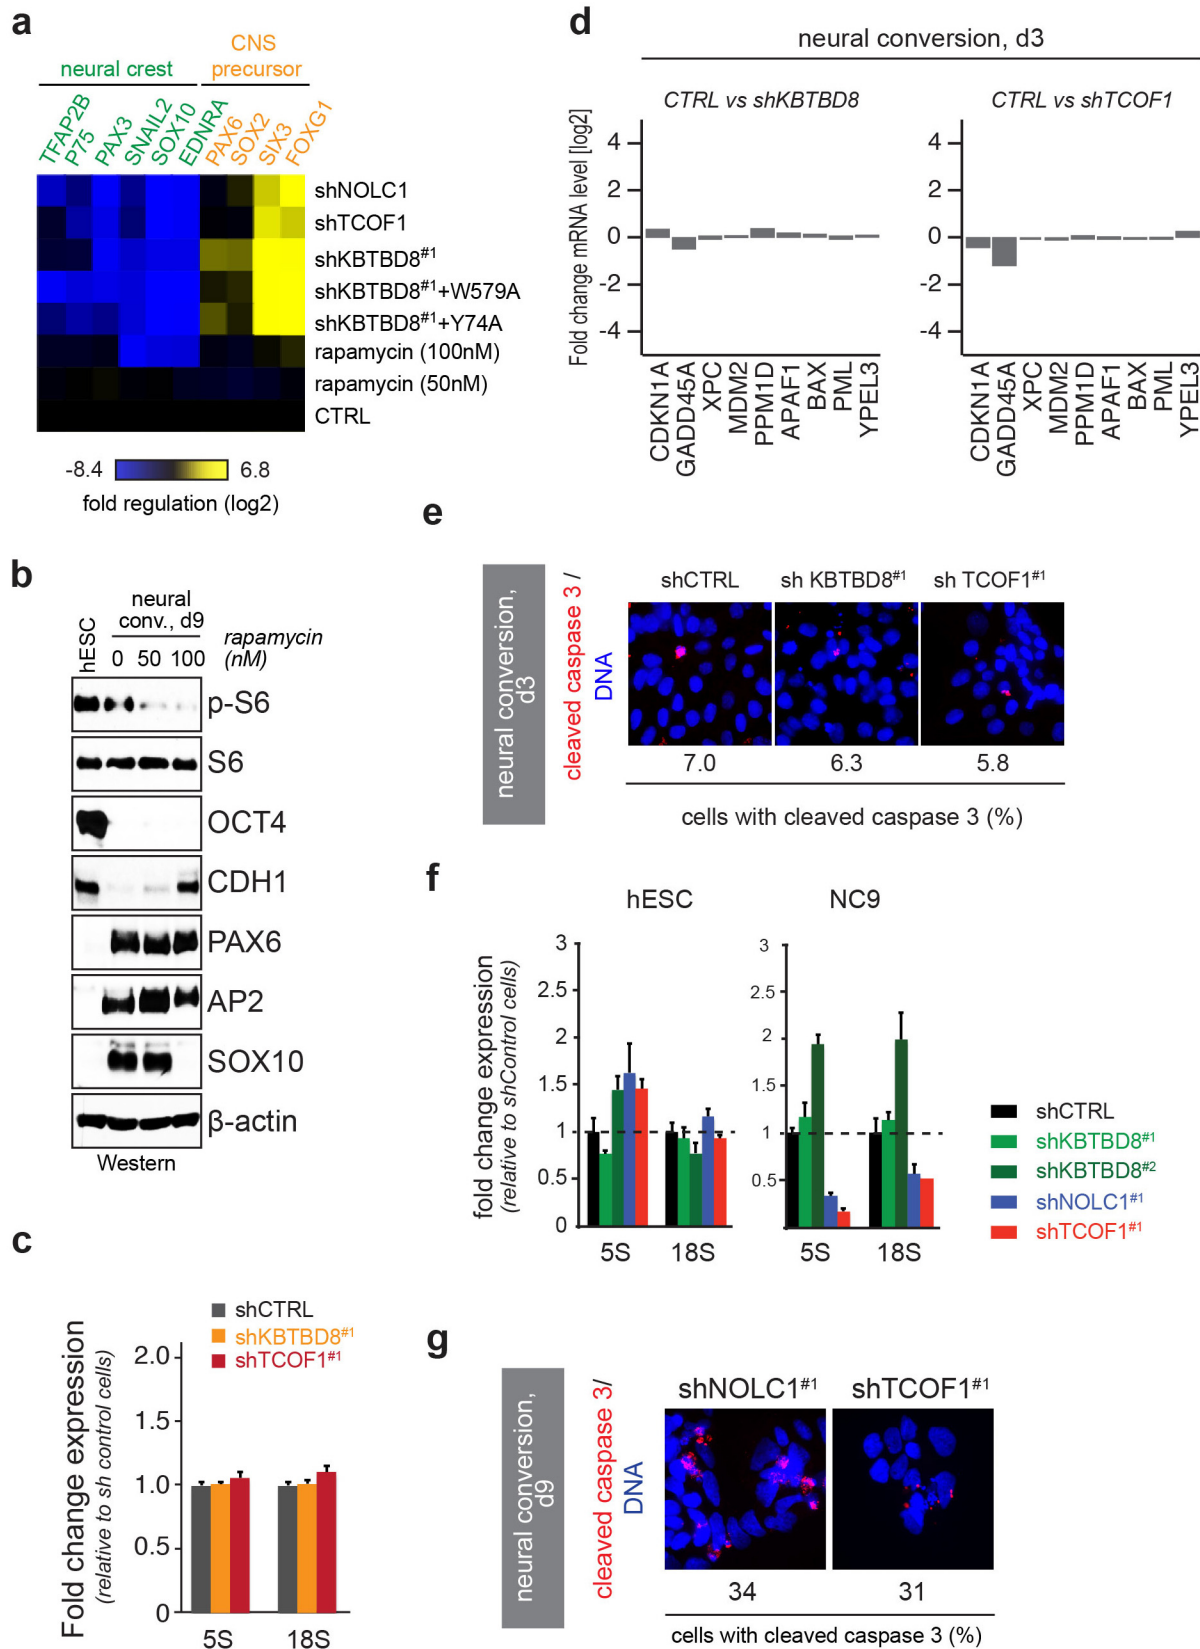 a
CNS
neural crest precursor
TFAP2B P75 PAX3 SNAIL2 SOX10 EDNRA PAX6 SOX2 SIX3 FOXG1
shNOLC1
shTCOF1
shKBTBD8#1
shKBTBD8#1+W579A
shKBTBD8#1+Y74A
rapamycin (100nM)
rapamycin (50nM)
CTRL
-8.4 6.8
fold regulation (log2)
b
neural
conv., d9
hESC
rapamycin
(nM)
0 50 100
p-S6
S6
OCT4
CDH1
PAX6
AP2
SOX10
β-actin
Western
c
shCTRL
shKBTBD8#1
shTCOF1#1
Fold change expression
(relative to sh control cells)
2.0
1.5
1.0
0.5
0
5S 18S
d
neural conversion, d3
CTRL vs shKBTBD8 CTRL vs shTCOF1
Fold change mRNA level [log2]
4 4
2 2
0 0
-2 -2
-4 -4
CDKN1A GADD45A XPC MDM2 PPM1D APAF1 BAX PML YPEL3
CDKN1A GADD45A XPC MDM2 PPM1D APAF1 BAX PML YPEL3
e
neural conversion,
d3
cleaved caspase 3 /
DNA
shCTRL sh KBTBD8#1 sh TCOF1#1
7.0 6.3 5.8
cells with cleaved caspase 3 (%)
f
hESC NC9
fold change expression
(relative to shControl cells)
3 3
2.5 2.5
2 2
1.5 1.5
1 1
0.5 0.5
0
5S 18S 5S 18S
shCTRL
shKBTBD8#1
shKBTBD8#2
shNOLC1#1
shTCOF1#1
g
neural conversion,
d9
cleaved caspase 3/
DNA
shNOLC1#1 shTCOF1#1
34 31
cells with cleaved caspase 3 (%)